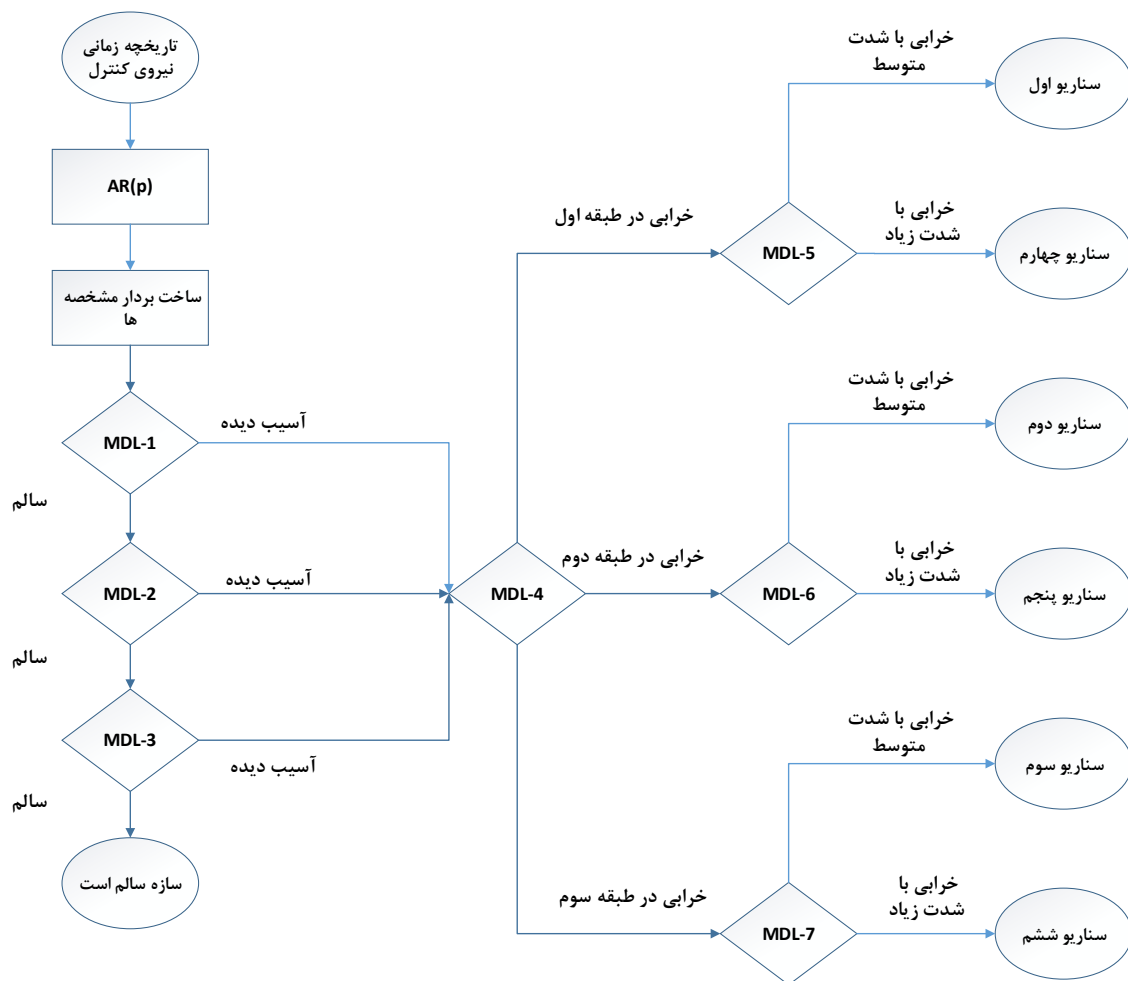 تاریخچه زمانی
نیروی کنترل
AR(p)
ساخت بردار مشخصه
ها
MDL-1
آسیب دیده
سالم
MDL-2
آسیب دیده
سالم
MDL-3
آسیب دیده
سالم
سازه سالم است
MDL-4
خرابی در طبقه اول
MDL-5
خرابی با شدت
متوسط
سناریو اول
خرابی با
شدت زیاد
سناریو چهارم
خرابی در طبقه دوم
MDL-6
خرابی با شدت
متوسط
سناریو دوم
خرابی با
شدت زیاد
سناریو پنجم
خرابی در طبقه سوم
MDL-7
خرابی با شدت
متوسط
سناریو سوم
خرابی با
شدت زیاد
سناریو ششم